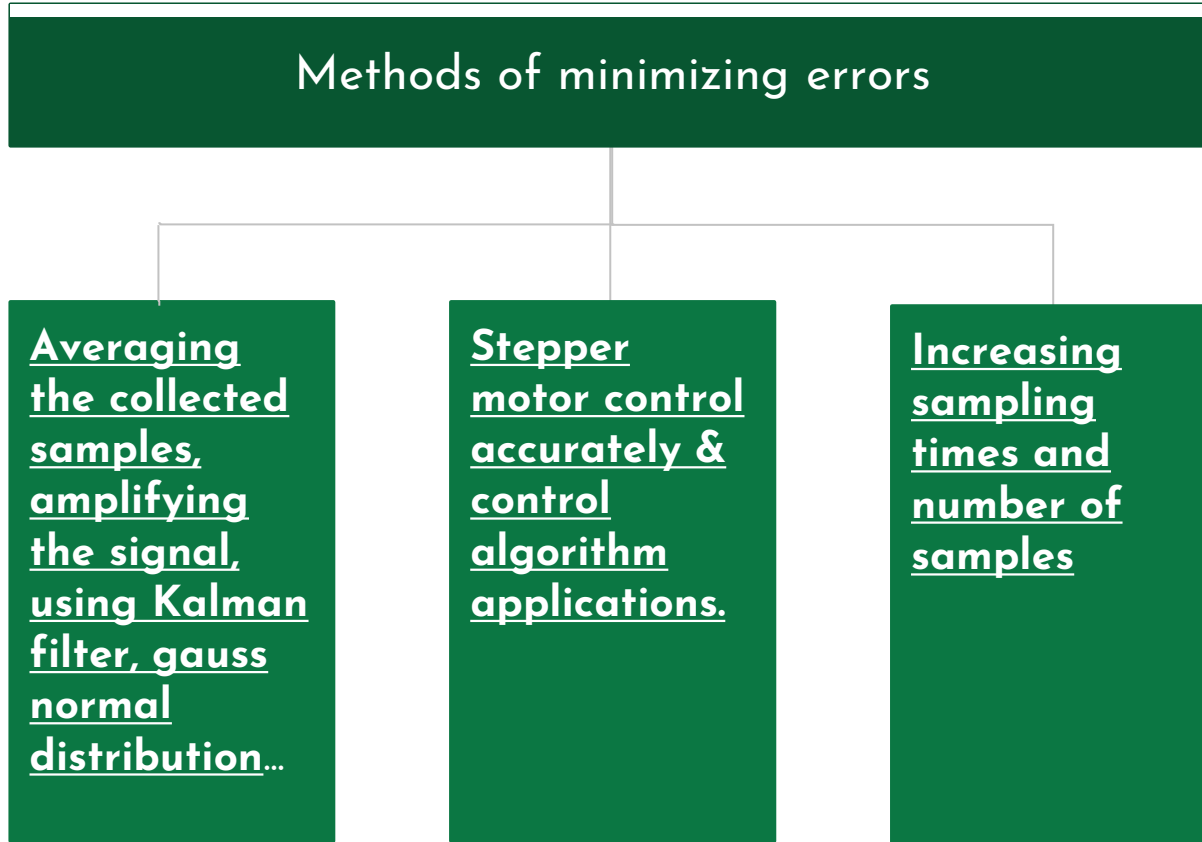 Methods of minimizing errors
Averaging
the collected
samples,
amplifying
the signal,
using Kalman
filter, gauss
normal
distribution...
Stepper
motor control
accurately &
control
algorithm
applications.
Increasing
sampling
times and
number of
samples